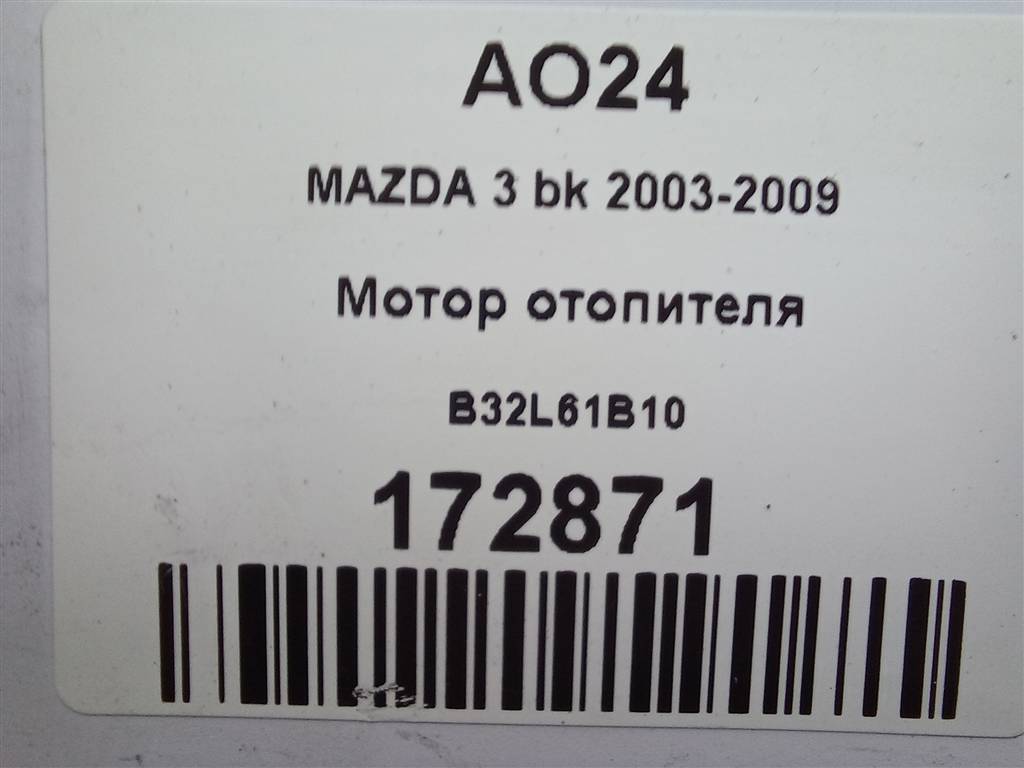 AO24
MAZDA 3 bk 2003-2009
Мотор отопителя
B32L61B10
172871